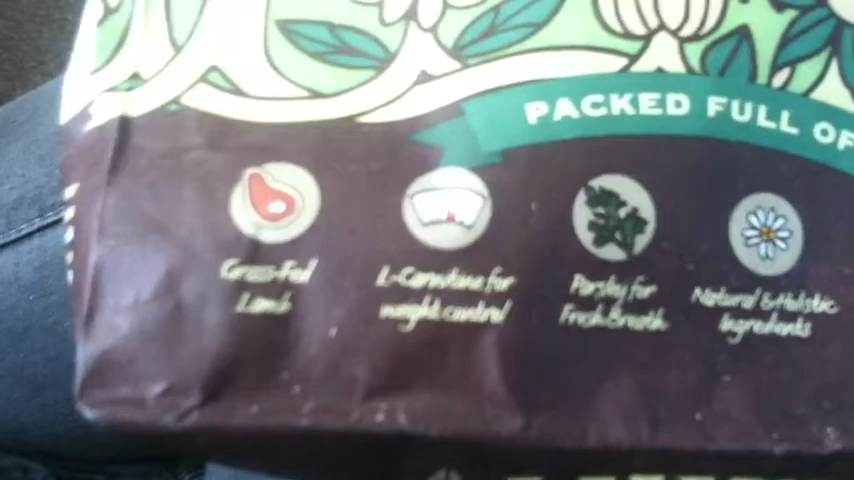 PACKED FULL OF
Grass-Fed
Lamb
L-Carnitine for
weight control
Parsley for
Fresh Breath
Natural & Holistic
Ingredients